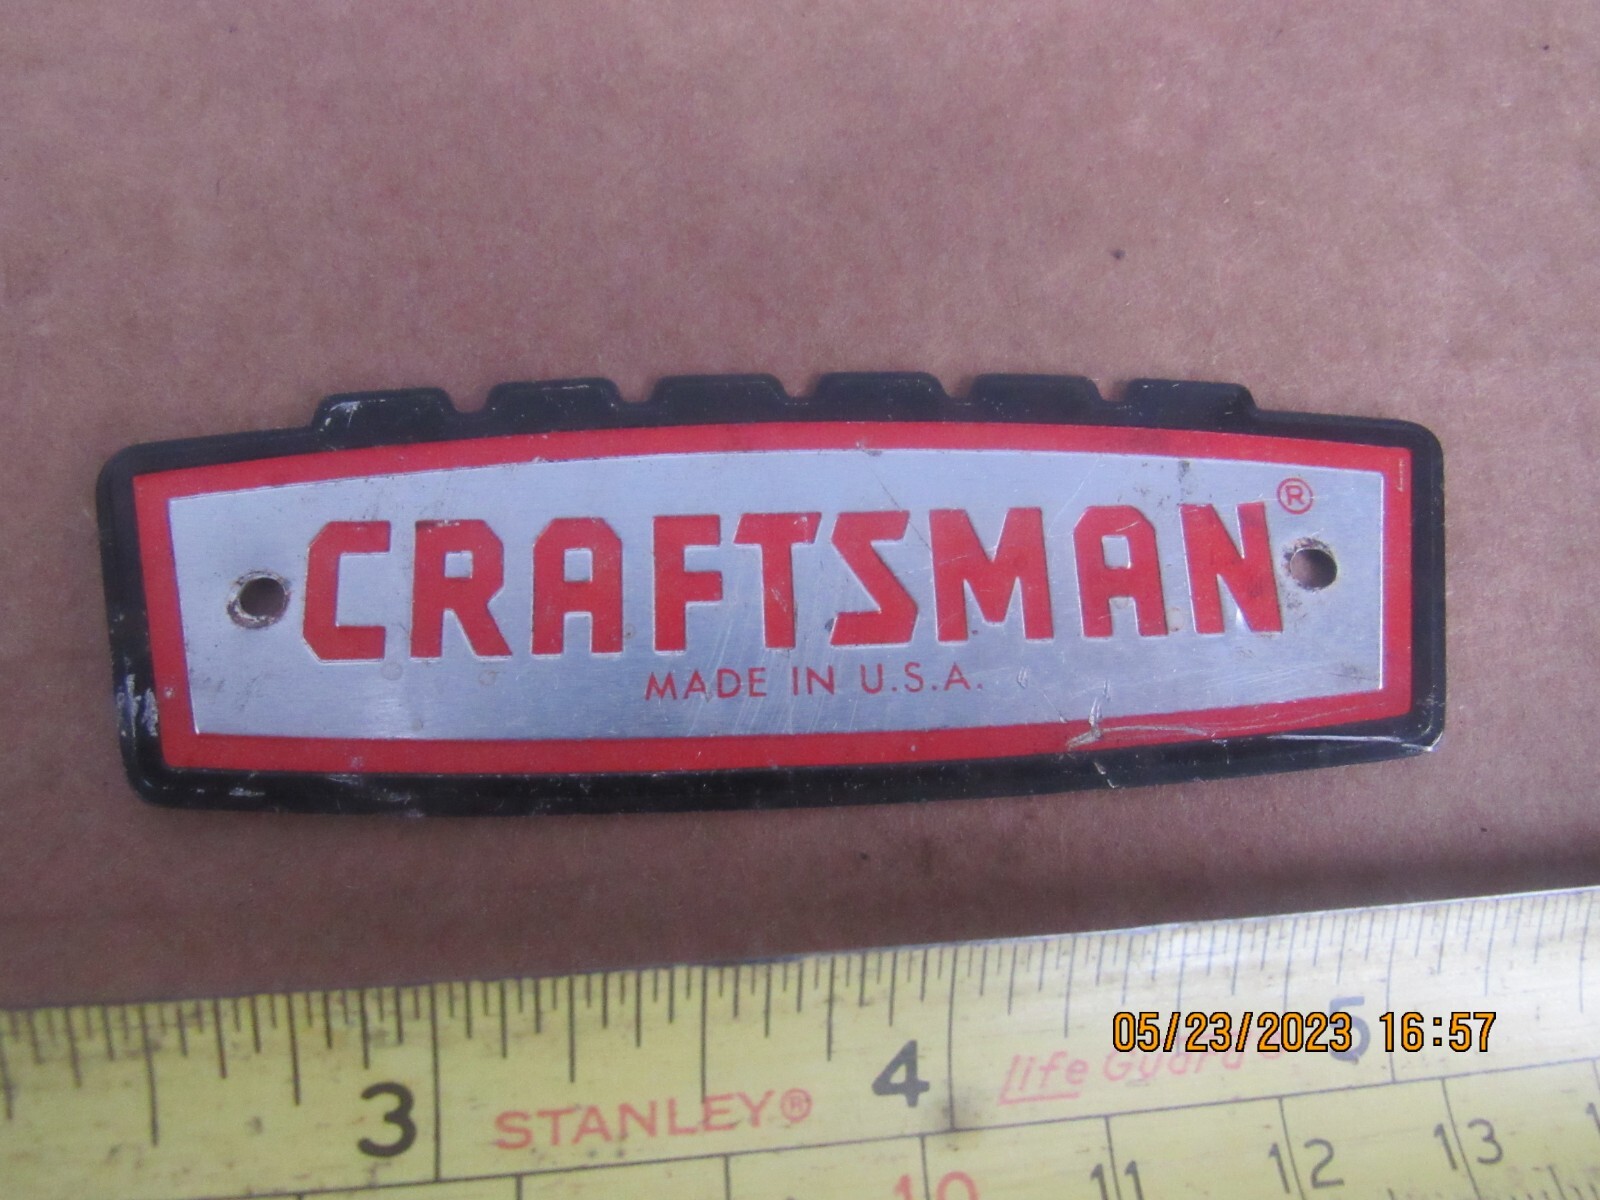 CRAFTSMAN®
MADE IN U.S.A.
05/23/2023 16:57
3 STANLEY® 4 Life Guard 5
10 11 12 13